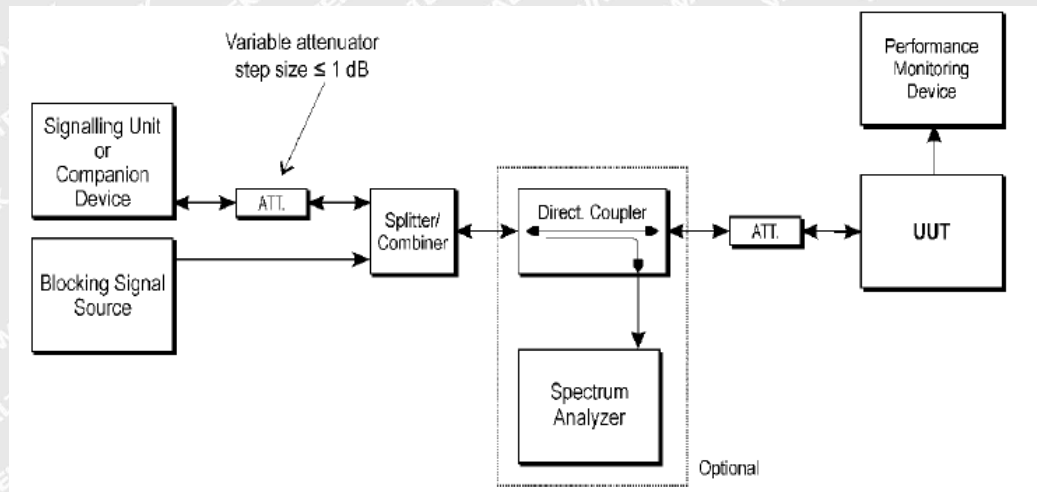 Variable attenuator
step size ≤ 1 dB
Performance
Monitoring
Device
Signalling Unit
or
Companion
Device
ATT.
Splitter/
Combiner
Direct. Coupler
ATT.
UUT
Blocking Signal
Source
Spectrum
Analyzer
Optional